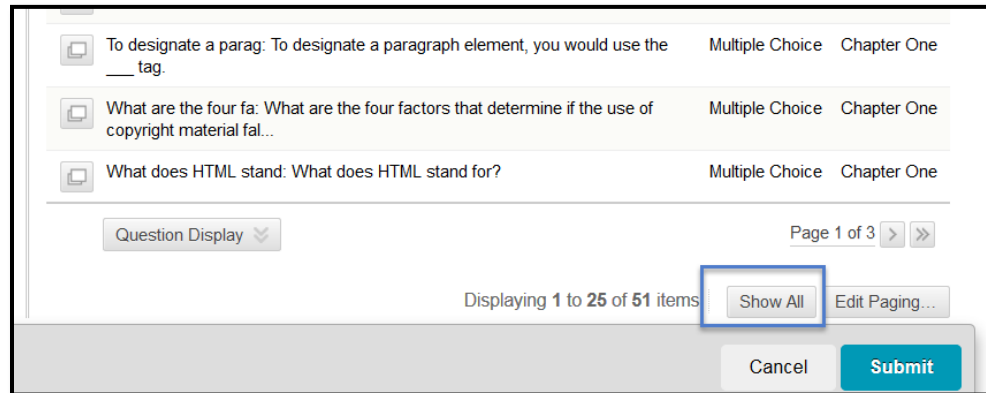 To designate a parag: To designate a paragraph element, you would use the Multiple Choice Chapter One
___ tag.
What are the four fa: What are the four factors that determine if the use of Multiple Choice Chapter One
copyright material fal...
What does HTML stand: What does HTML stand for? Multiple Choice Chapter One
Question Display Page 1 of 3
Displaying 1 to 25 of 51 items Show All Edit Paging...
Cancel Submit